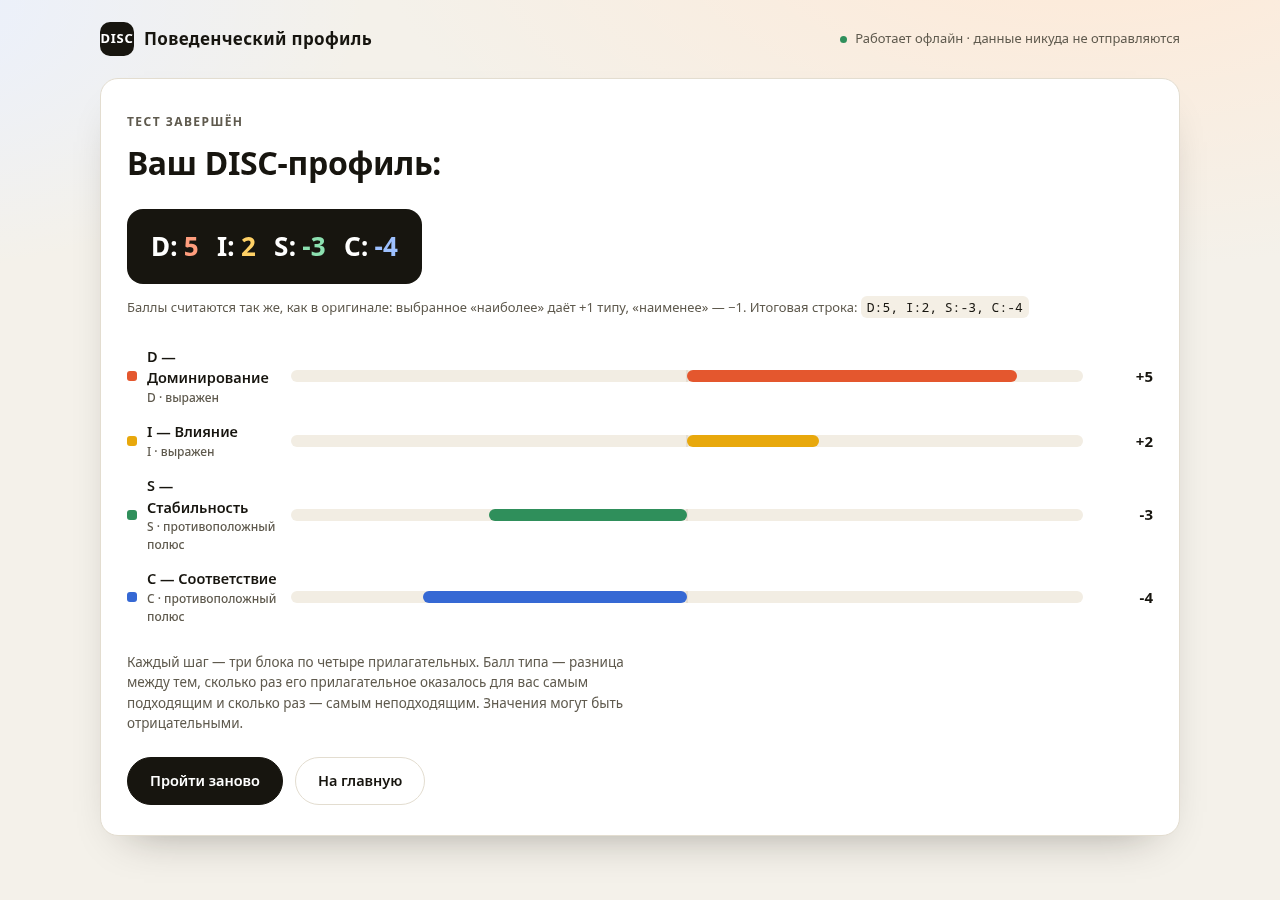 DISC Поведенческий профиль
Работает офлайн · данные никуда не отправляются
ТЕСТ ЗАВЕРШЁН
Ваш DISC-профиль:
D: 5 I: 2 S: -3 C: -4
Баллы считаются так же, как в оригинале: выбранное «наиболее» даёт +1 типу, «наименее» — −1. Итоговая строка: D:5, I:2, S:-3, C:-4
D —
Доминирование
D · выражен
+5
I — Влияние
I · выражен
+2
S —
Стабильность
S · противоположный
полюс
-3
C — Соответствие
C · противоположный
полюс
-4
Каждый шаг — три блока по четыре прилагательных. Балл типа — разница
между тем, сколько раз его прилагательное оказалось для вас самым
подходящим и сколько раз — самым неподходящим. Значения могут быть
отрицательными.
Пройти заново
На главную